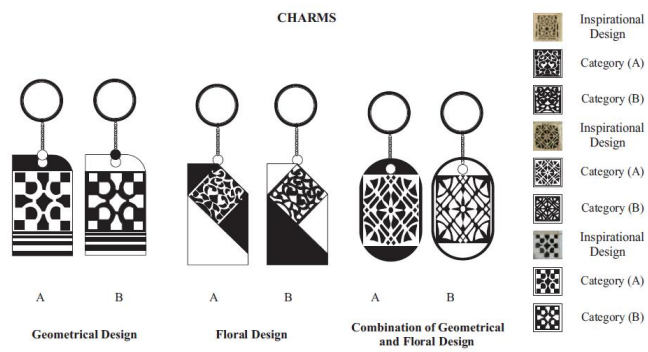 CHARMS
A
B
Geometrical Design
A
B
Floral Design
A
B
Combination of Geometrical
and Floral Design
Inspirational
Design
Category (A)
Category (B)
Inspirational
Design
Category (A)
Category (B)
Inspirational
Design
Category (A)
Category (B)